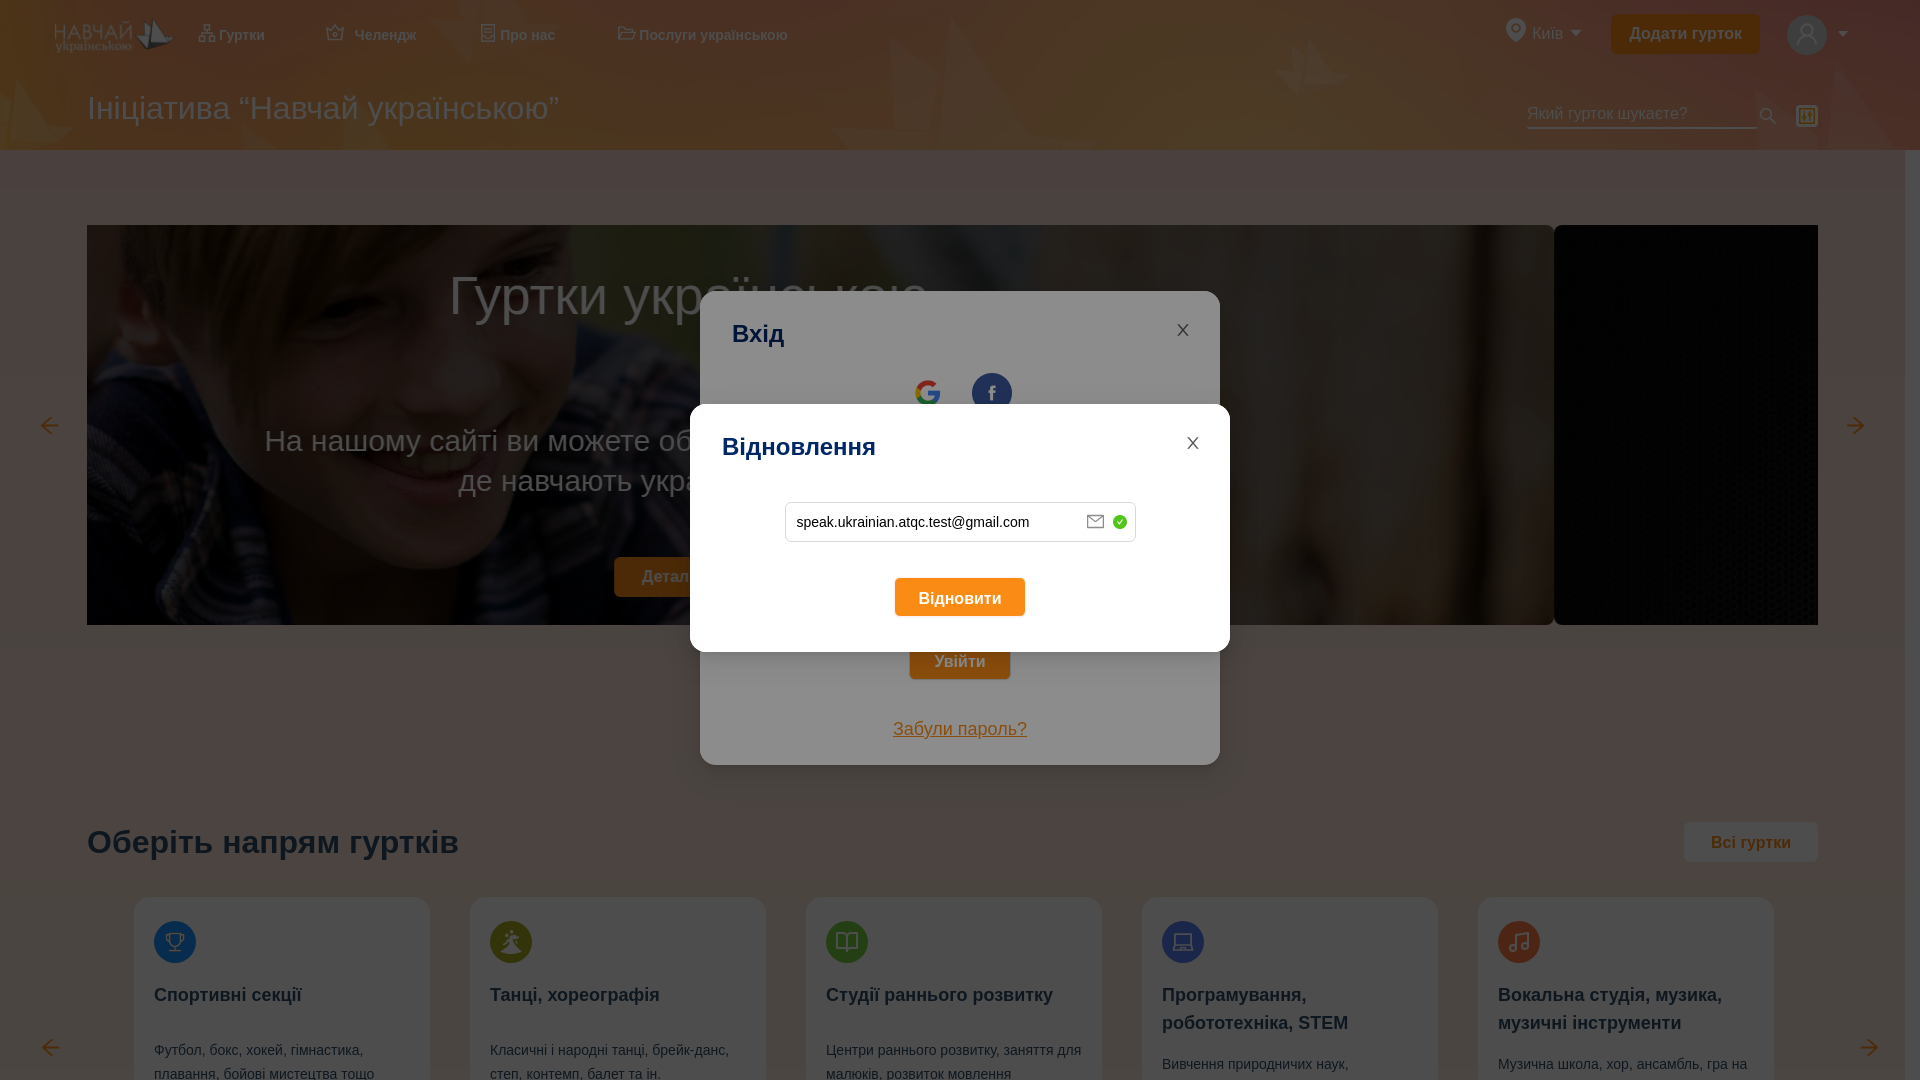 НАВЧАЙ
українською
Гуртки
Челендж
Про нас
Послуги українською
Київ
Додати гурток
Ініціатива “Навчай українською”
Який гурток шукаєте?
Гуртки українською
Вхід
На нашому сайті ви можете об
де навчають укра
Відновлення
speak.ukrainian.atqc.test@gmail.com
Детал
Відновити
Увійти
Забули пароль?
Оберіть напрям гуртків
Всі гуртки
Спортивні секції
Футбол, бокс, хокей, гімнастика,
плавання, бойові мистецтва тощо
Танці, хореографія
Класичні і народні танці, брейк-данс,
степ, контемп, балет та ін.
Студії раннього розвитку
Центри раннього розвитку, заняття для
малюків, розвиток мовлення
Програмування,
робототехніка, STEM
Вивчення природничих наук,
Вокальна студія, музика,
музичні інструменти
Музична школа, хор, ансамбль, гра на